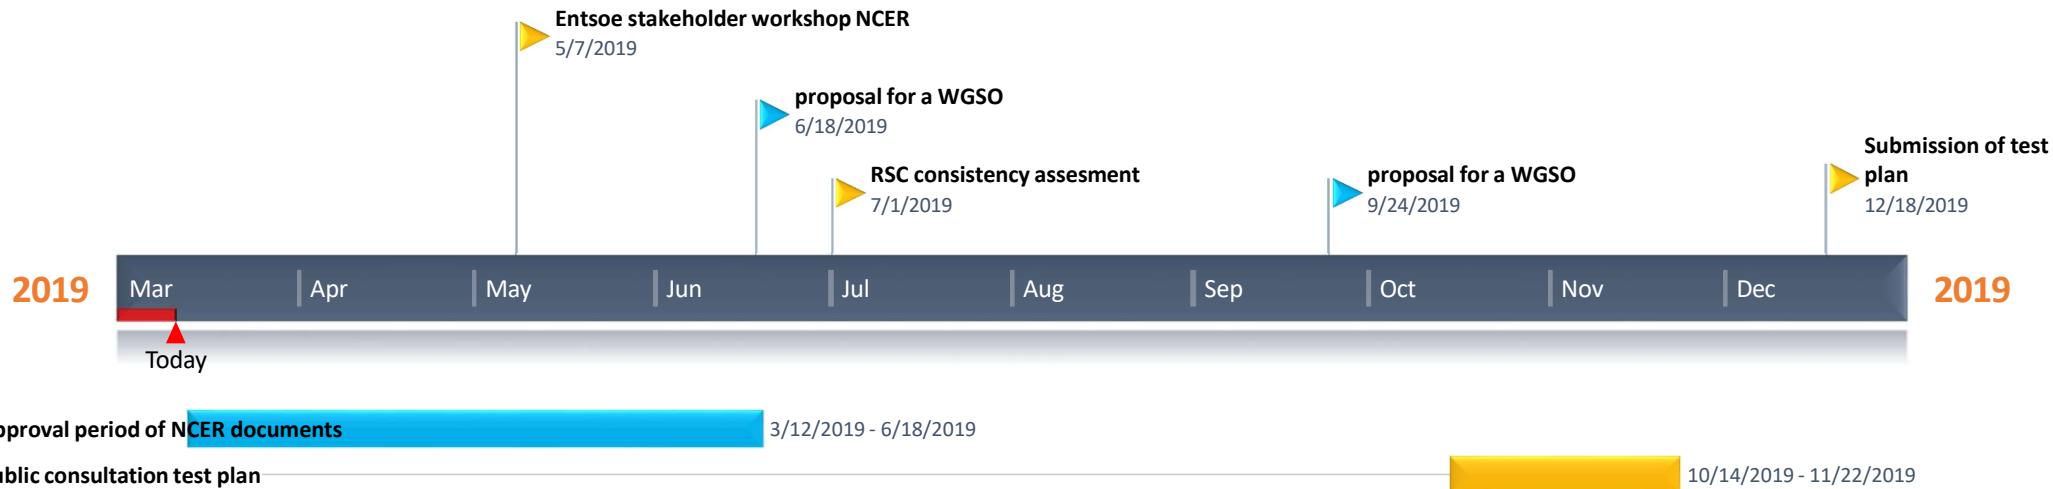 Entsoe stakeholder workshop NCER
5/7/2019
proposal for a WGSO
6/18/2019
RSC consistency assesment
7/1/2019
proposal for a WGSO
9/24/2019
Submission of test
plan
12/18/2019
2019 Mar Apr May Jun Jul Aug Sep Oct Nov Dec 2019
Today
pproval period of NCER documents 3/12/2019 - 6/18/2019
ublic consultation test plan 10/14/2019 - 11/22/2019